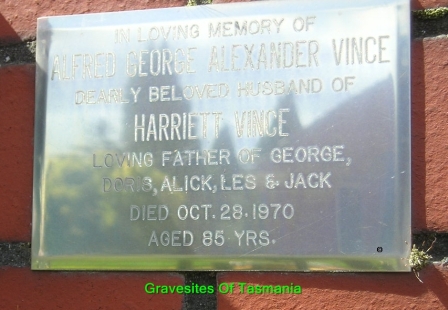 IN LOVING MEMORY OF
ALFRED GEORGE ALEXANDER VINCE
DEARLY BELOVED HUSBAND OF
HARRIETT VINCE
LOVING FATHER OF GEORGE,
DORIS, ALICK, LES & JACK
DIED OCT. 28. 1970
AGED 85 YRS.
Gravesites Of Tasmania